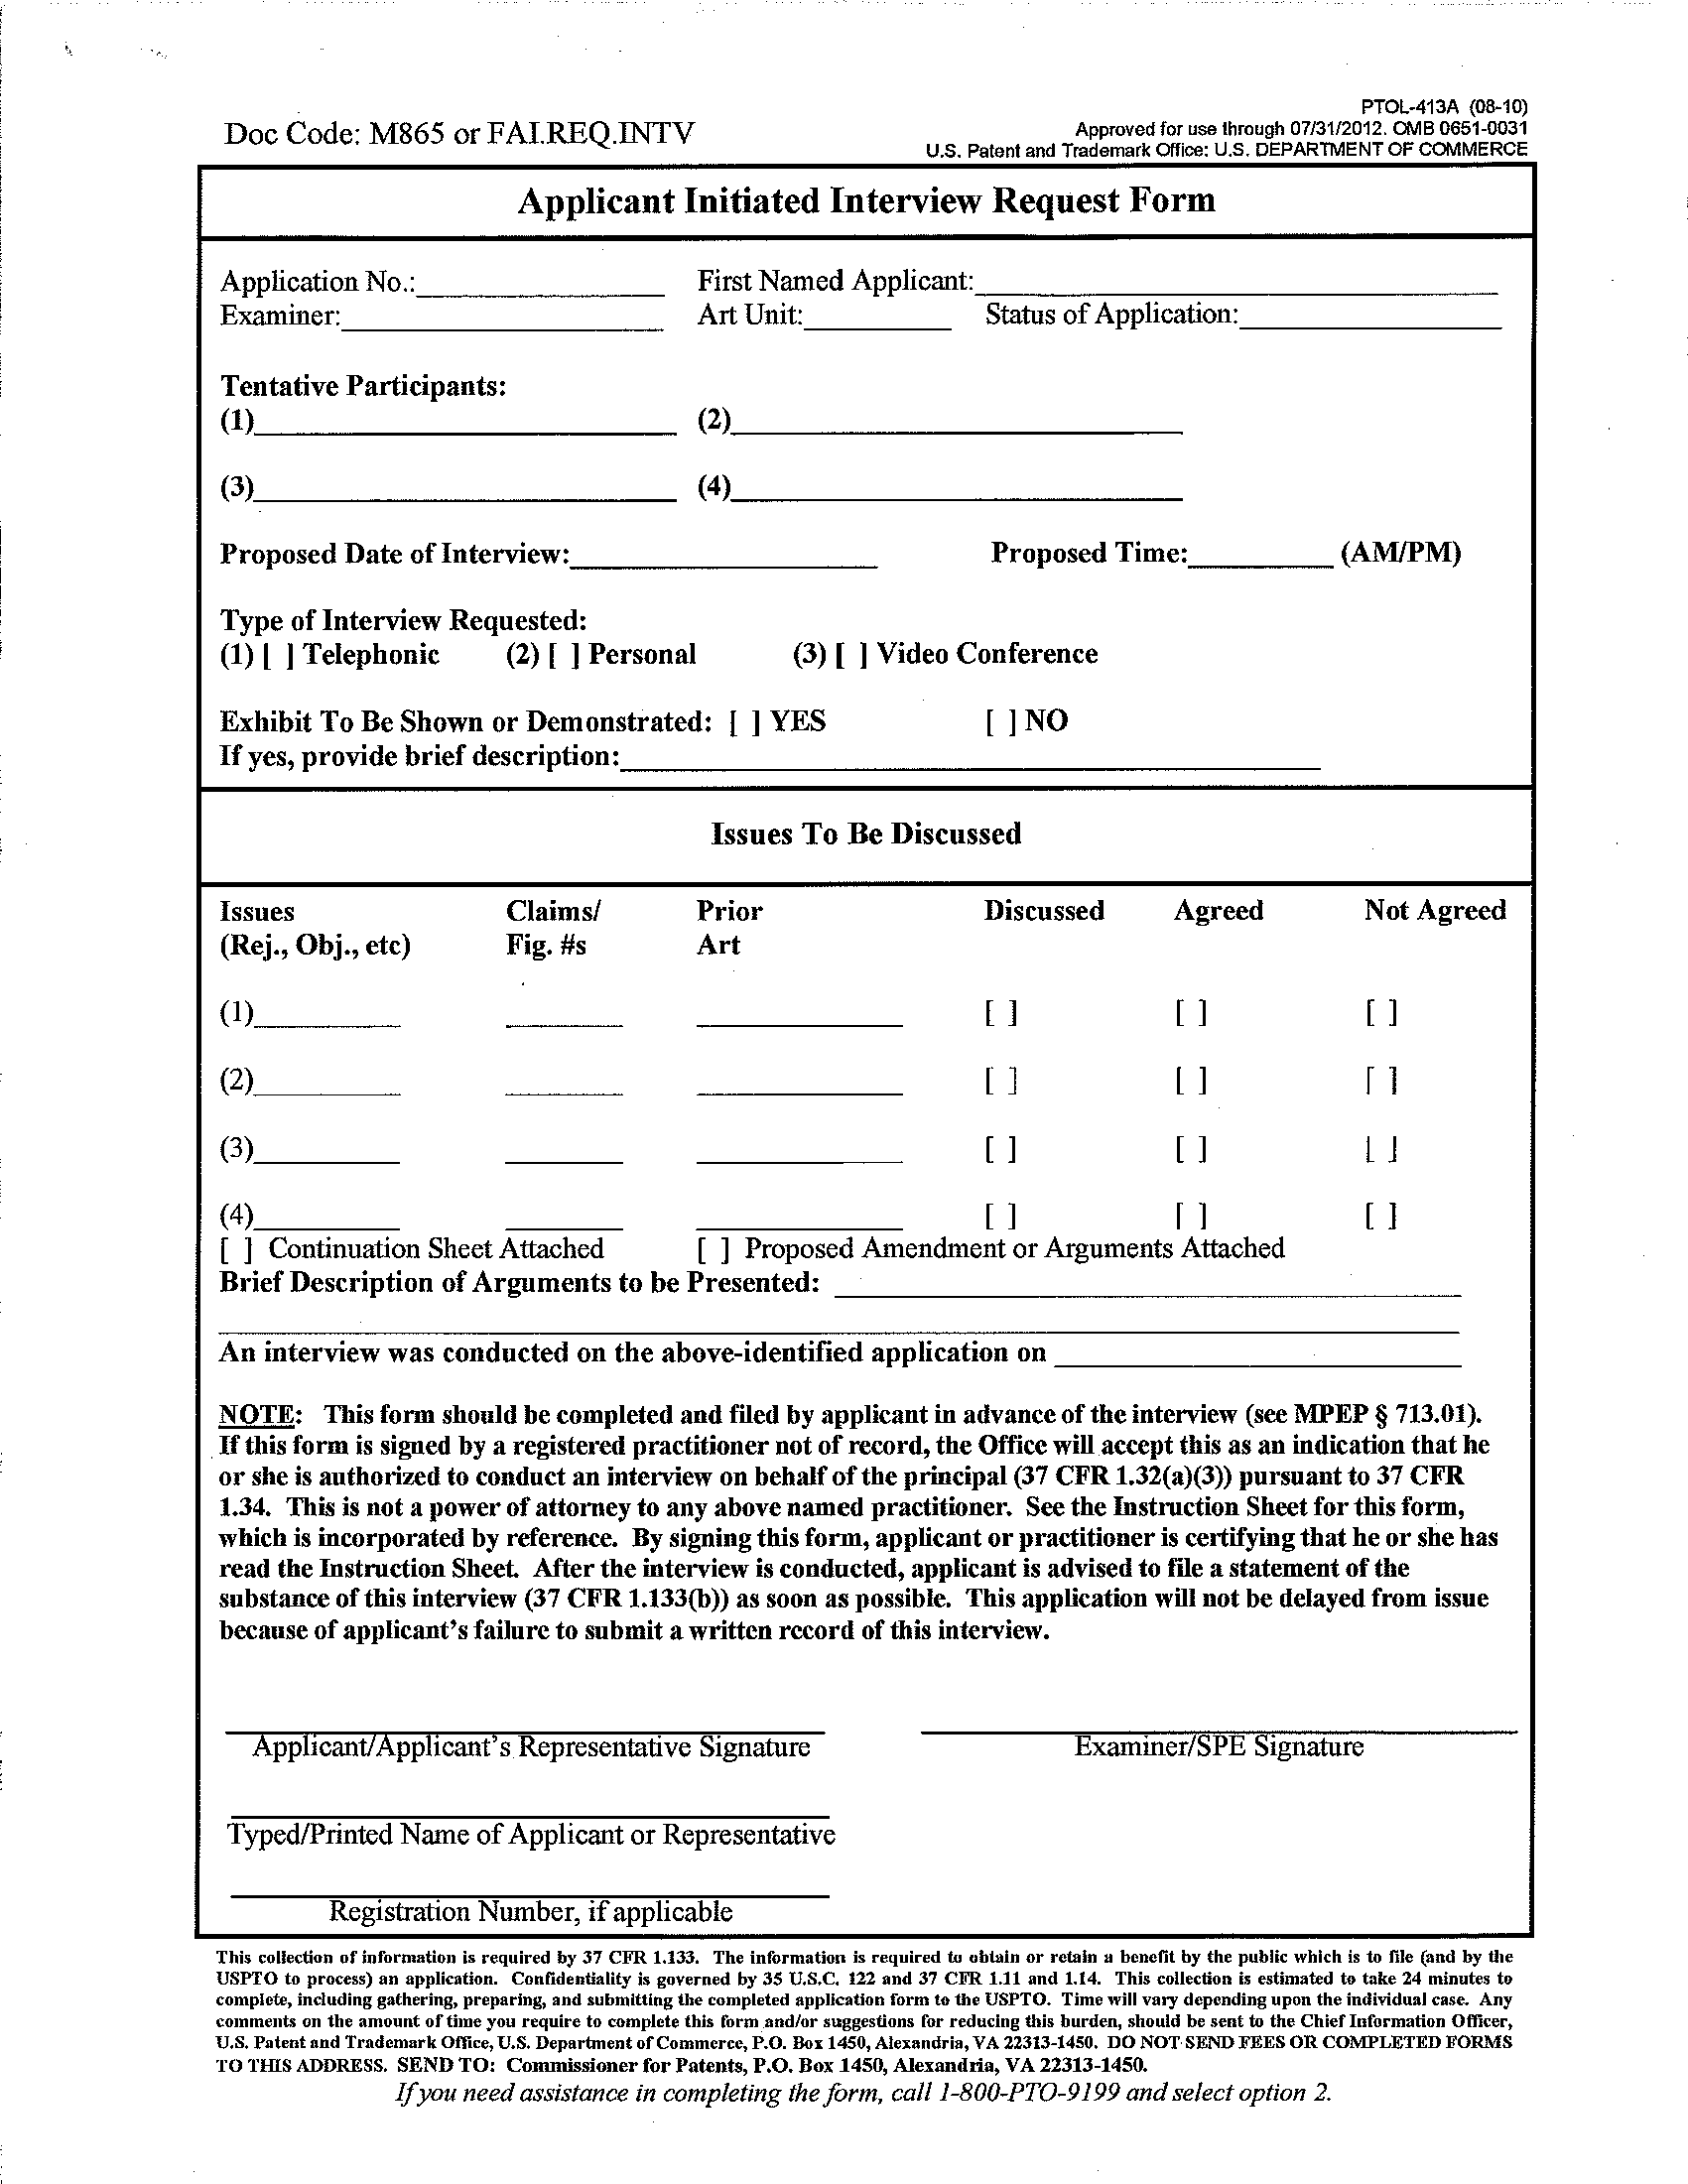 PTOL-413A (08-10)
Doc Code: M865 or FAI.REQ.INTV
Approved for use through 07/31/2012. OMB 0651-0031
U.S. Patent and Trademark Office; U.S. DEPARTMENT OF COMMERCE
Applicant Initiated Interview Request Form
Application No.:_______________ First Named Applicant:_______________
Examiner:_______________ Art Unit:_______________ Status of Application:_______________
Tentative Participants:
(1)_______________ (2)_______________
(3)_______________ (4)_______________
Proposed Date of Interview:_______________ Proposed Time:__________ (AM/PM)
Type of Interview Requested:
(1) [ ] Telephonic (2) [ ] Personal (3) [ ] Video Conference
Exhibit To Be Shown or Demonstrated: [ ] YES [ ] NO
If yes, provide brief description:_______________
Issues To Be Discussed
Issues Claims/ Prior Discussed Agreed Not Agreed
(Rej., Obj., etc) Fig. #s Art
(1)__________ ________ ______________ [ ] [ ] [ ]
(2)__________ ________ ______________ [ ] [ ] [ ]
(3)__________ ________ ______________ [ ] [ ] [ ]
(4)__________ ________ ______________ [ ] [ ] [ ]
[ ] Continuation Sheet Attached [ ] Proposed Amendment or Arguments Attached
Brief Description of Arguments to be Presented: _______________
An interview was conducted on the above-identified application on _______________
NOTE: This form should be completed and filed by applicant in advance of the interview (see MPEP § 713.01).
If this form is signed by a registered practitioner not of record, the Office will accept this as an indication that he
or she is authorized to conduct an interview on behalf of the principal (37 CFR 1.32(a)(3)) pursuant to 37 CFR
1.34. This is not a power of attorney to any above named practitioner. See the Instruction Sheet for this form,
which is incorporated by reference. By signing this form, applicant or practitioner is certifying that he or she has
read the Instruction Sheet. After the interview is conducted, applicant is advised to file a statement of the
substance of this interview (37 CFR 1.133(b)) as soon as possible. This application will not be delayed from issue
because of applicant's failure to submit a written record of this interview.
Applicant/Applicant's Representative Signature Examiner/SPE Signature
Typed/Printed Name of Applicant or Representative
Registration Number, if applicable
This collection of information is required by 37 CFR 1.133. The information is required to obtain or retain a benefit by the public which is to file (and by the
USPTO to process) an application. Confidentiality is governed by 35 U.S.C. 122 and 37 CFR 1.11 and 1.14. This collection is estimated to take 24 minutes to
complete, including gathering, preparing, and submitting the completed application form to the USPTO. Time will vary depending upon the individual case. Any
comments on the amount of time you require to complete this form and/or suggestions for reducing this burden, should be sent to the Chief Information Officer,
U.S. Patent and Trademark Office, U.S. Department of Commerce, P.O. Box 1450, Alexandria, VA 22313-1450. DO NOT SEND FEES OR COMPLETED FORMS
TO THIS ADDRESS. SEND TO: Commissioner for Patents, P.O. Box 1450, Alexandria, VA 22313-1450.
If you need assistance in completing the form, call 1-800-PTO-9199 and select option 2.